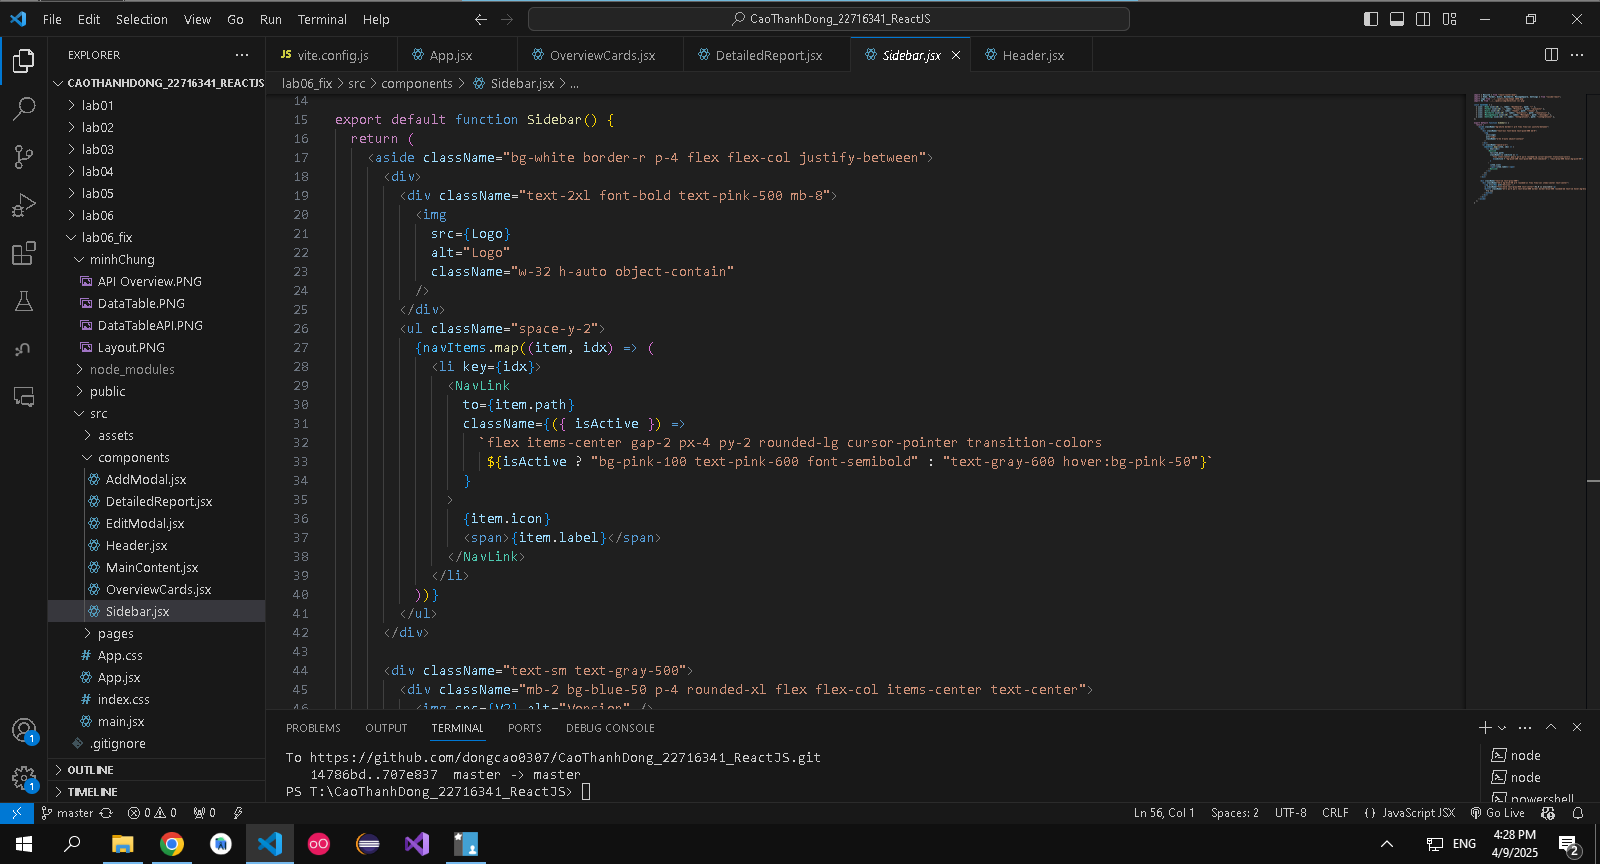 File Edit Selection View Go Run Terminal Help
CaoThanhDong_22716341_ReactJS
EXPLORER
vite.config.js App.jsx OverviewCards.jsx DetailedReport.jsx Sidebar.jsx Header.jsx
CAOTHANHDONG_22716341_REACTJS
lab06_fix > src > components > Sidebar.jsx > ...
lab01
lab02
lab03
lab04
lab05
lab06
lab06_fix
minhChung
API Overview.PNG
DataTable.PNG
DataTableAPI.PNG
Layout.PNG
node_modules
public
src
assets
components
AddModal.jsx
DetailedReport.jsx
EditModal.jsx
Header.jsx
MainContent.jsx
OverviewCards.jsx
Sidebar.jsx
pages
# App.css
App.jsx
# index.css
main.jsx
.gitignore
OUTLINE
TIMELINE
14
15 export default function Sidebar() {
16 return (
17 <aside className="bg-white border-r p-4 flex flex-col justify-between">
18 <div>
19 <div className="text-2xl font-bold text-pink-500 mb-8">
20 <img
21 src={Logo}
22 alt="Logo"
23 className="w-32 h-auto object-contain"
24 />
25 </div>
26 <ul className="space-y-2">
27 {navItems.map((item, idx) => (
28 <li key={idx}>
29 <NavLink
30 to={item.path}
31 className={({ isActive }) =>
32 `flex items-center gap-2 px-4 py-2 rounded-lg cursor-pointer transition-colors
33 ${isActive ? "bg-pink-100 text-pink-600 font-semibold" : "text-gray-600 hover:bg-pink-50"}`
34 }
35 >
36 {item.icon}
37 <span>{item.label}</span>
38 </NavLink>
39 </li>
40 ))}
41 </ul>
42 </div>
43
44 <div className="text-sm text-gray-500">
45 <div className="mb-2 bg-blue-50 p-4 rounded-xl flex flex-col items-center text-center">
46 <img src={V2} alt="Version" />
PROBLEMS OUTPUT TERMINAL PORTS DEBUG CONSOLE
To https://github.com/dongcao0307/CaoThanhDong_22716341_ReactJS.git
14786bd..707e837 master -> master
PS T:\CaoThanhDong_22716341_ReactJS>
node
node
powershell
1
1
master 0 0 0 Ln 56, Col 1 Spaces: 2 UTF-8 CRLF {} JavaScript JSX Go Live
ENG
4:28 PM
4/9/2025
2